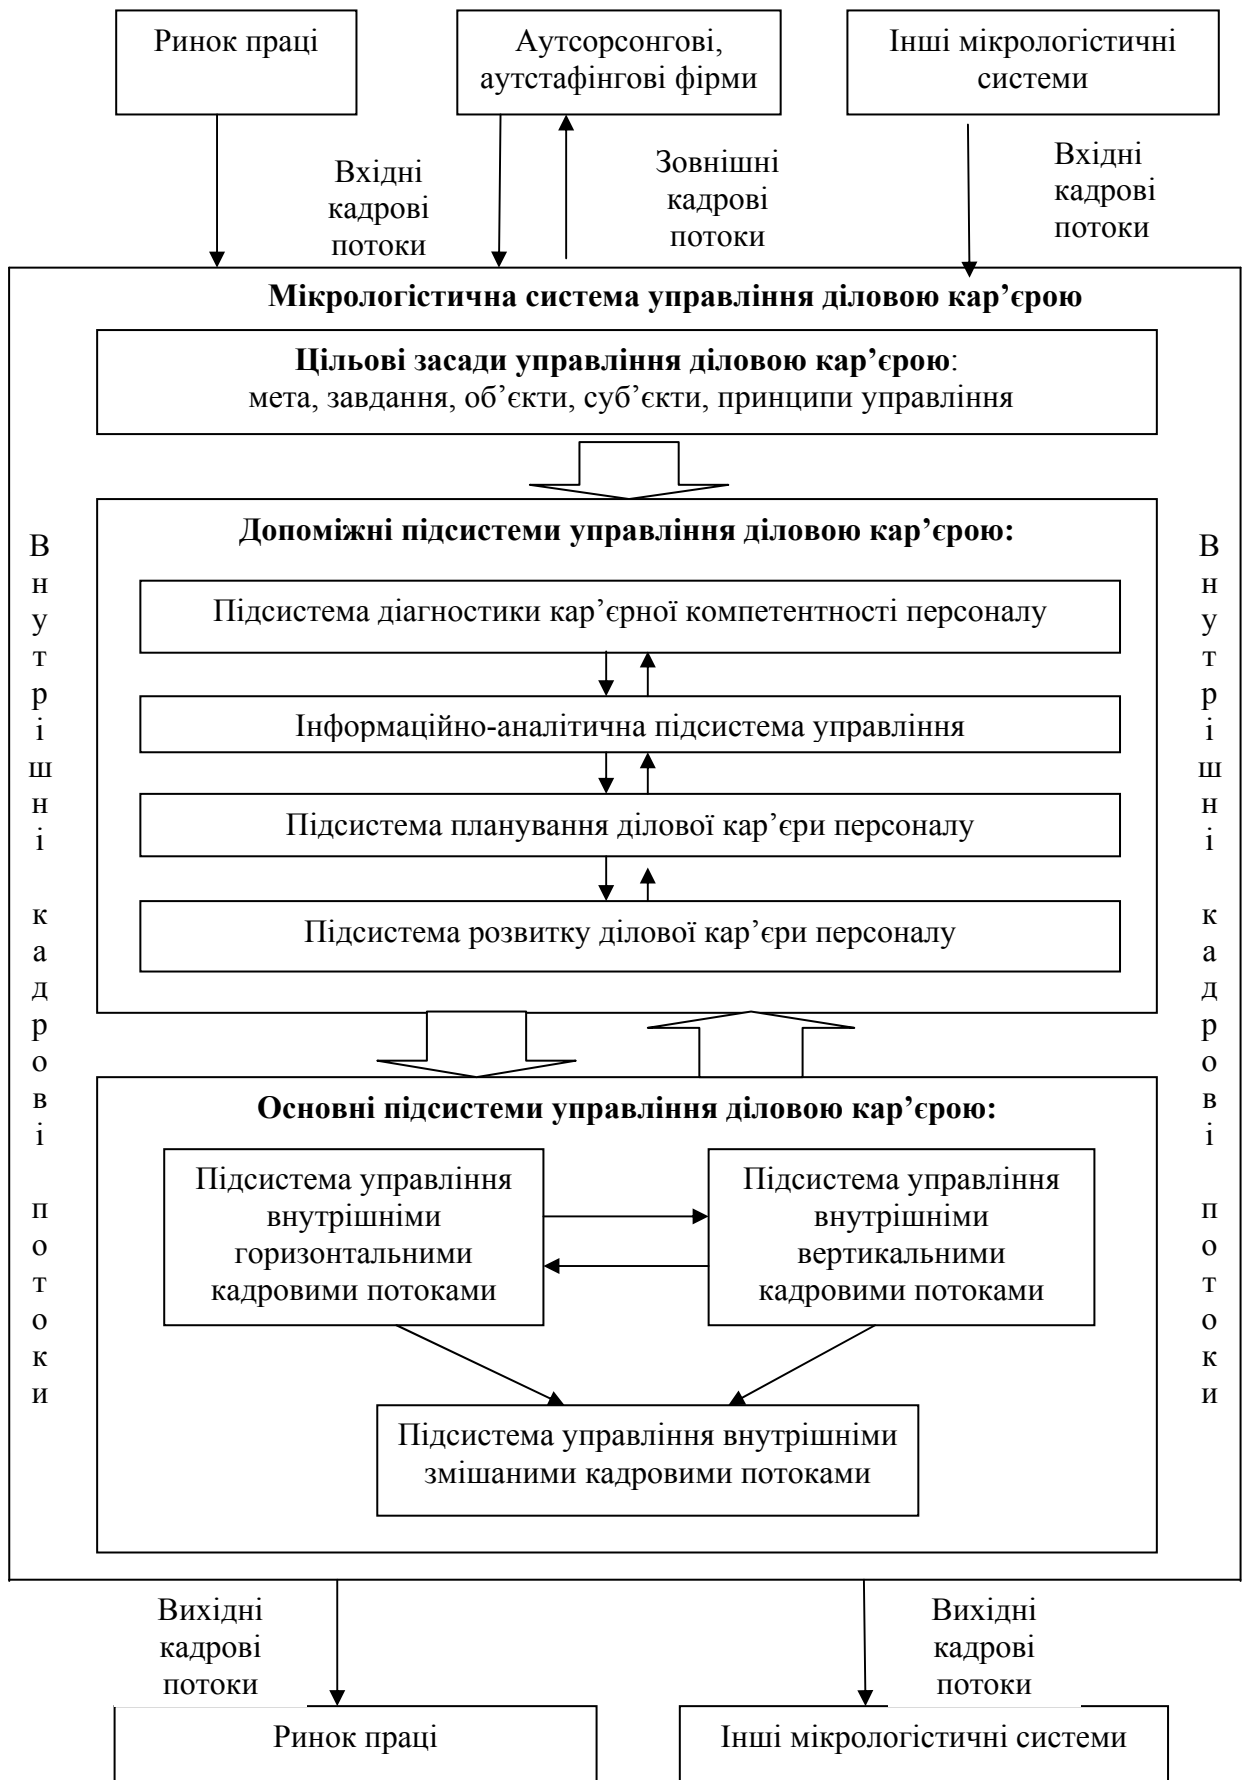 Ринок праці
Аутсорсонгові,
аутстафінгові фірми
Інші мікрологістичні
системи
Вхідні
кадрові
потоки
Зовнішні
кадрові
потоки
Вхідні
кадрові
потоки
Мікрологістична система управління діловою кар’єрою
Цільові засади управління діловою кар’єрою:
мета, завдання, об’єкти, суб’єкти, принципи управління
Внутрішні кадрові потоки
Допоміжні підсистеми управління діловою кар’єрою:
Підсистема діагностики кар’єрної компетентності персоналу
Інформаційно-аналітична підсистема управління
Підсистема планування ділової кар’єри персоналу
Підсистема розвитку ділової кар’єри персоналу
Внутрішні кадрові потоки
Основні підсистеми управління діловою кар’єрою:
Підсистема управління
внутрішніми
горизонтальними
кадровими потоками
Підсистема управління
внутрішніми
вертикальними
кадровими потоками
Підсистема управління внутрішніми
змішаними кадровими потоками
Вихідні
кадрові
потоки
Вихідні
кадрові
потоки
Ринок праці
Інші мікрологістичні системи